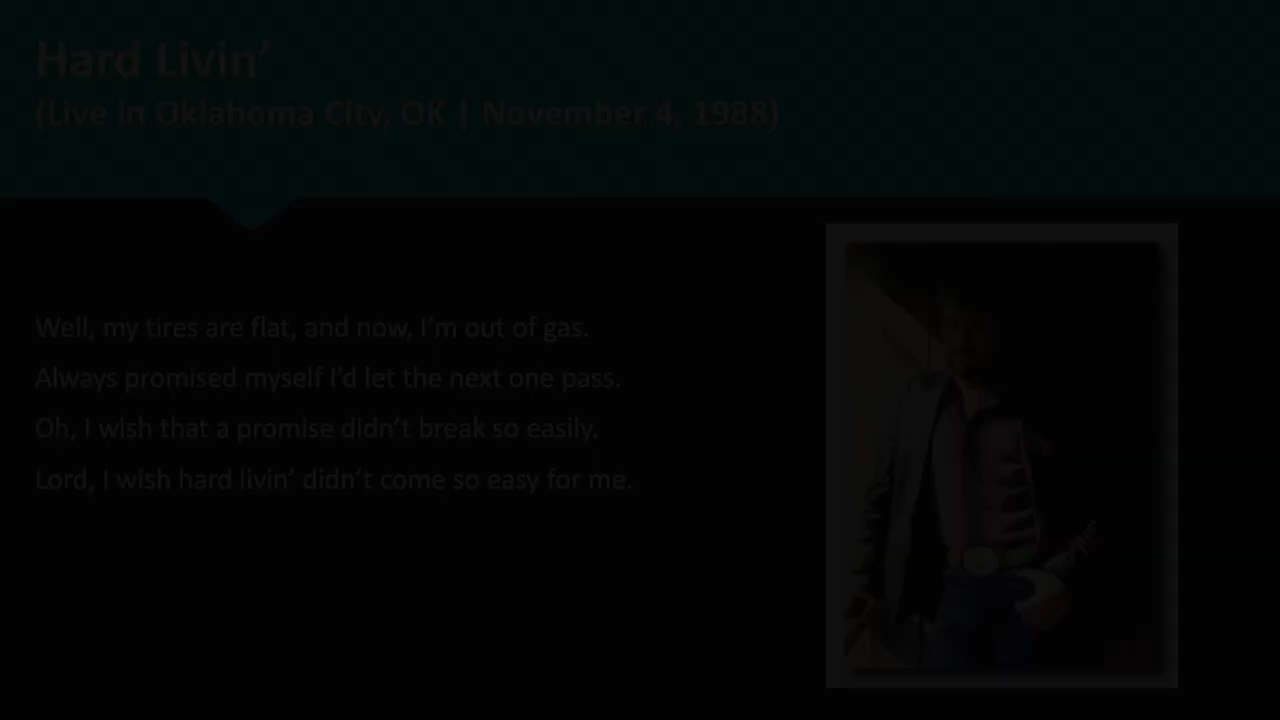 Hard Livin’
(Live in Oklahoma City, OK | November 4, 1988)
Well, my tires are flat, and now, I’m out of gas.
Always promised myself I’d let the next one pass.
Oh, I wish that a promise didn’t break so easily.
Lord, I wish hard livin’ didn’t come so easy for me.